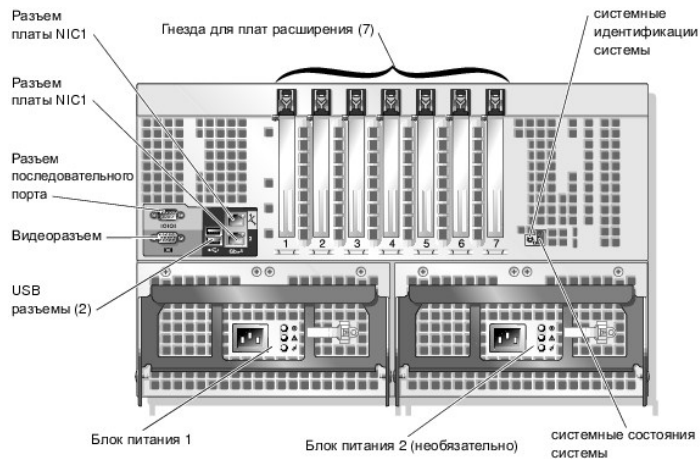 Разъем
платы NIC1
Гнезда для плат расширения (7)
системные
идентификации
системы
Разъем
платы NIC1
Разъем
последовательного
порта
Видеоразъем
USB
разъемы (2)
1 2 3 4 5 6 7
Блок питания 1
Блок питания 2 (необязательно)
системные состояния
системы